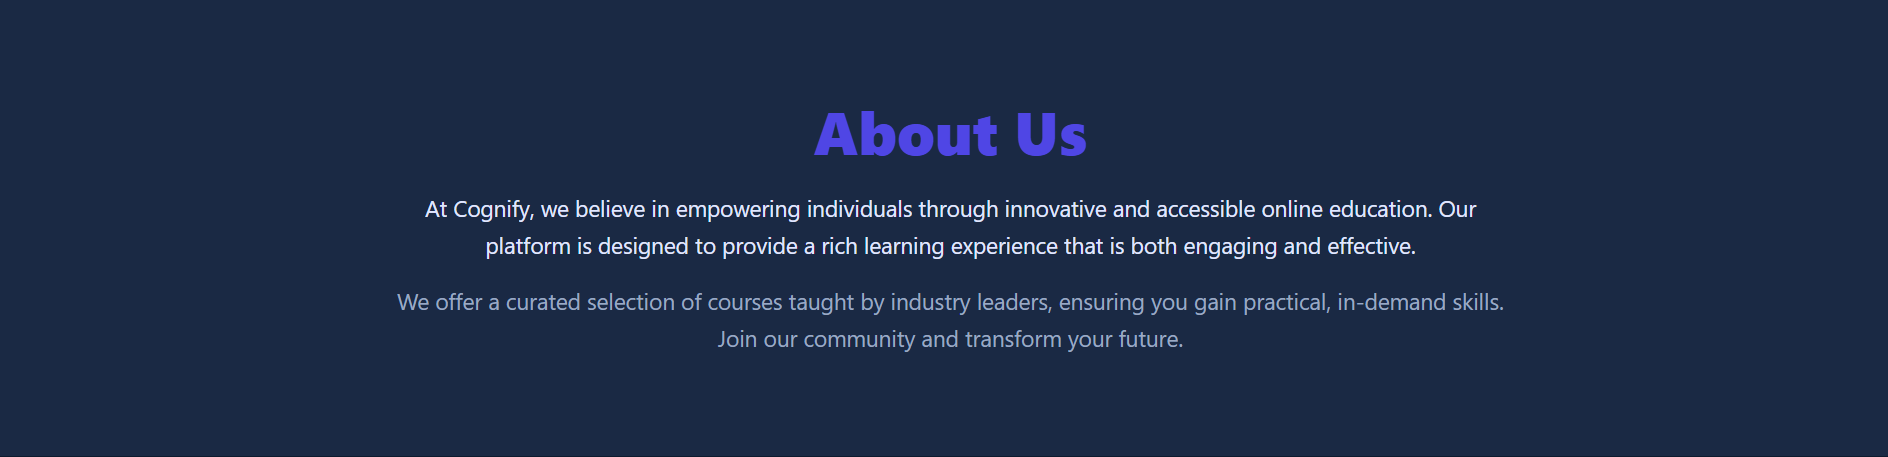 About Us
At Cognify, we believe in empowering individuals through innovative and accessible online education. Our
platform is designed to provide a rich learning experience that is both engaging and effective.
We offer a curated selection of courses taught by industry leaders, ensuring you gain practical, in-demand skills.
Join our community and transform your future.